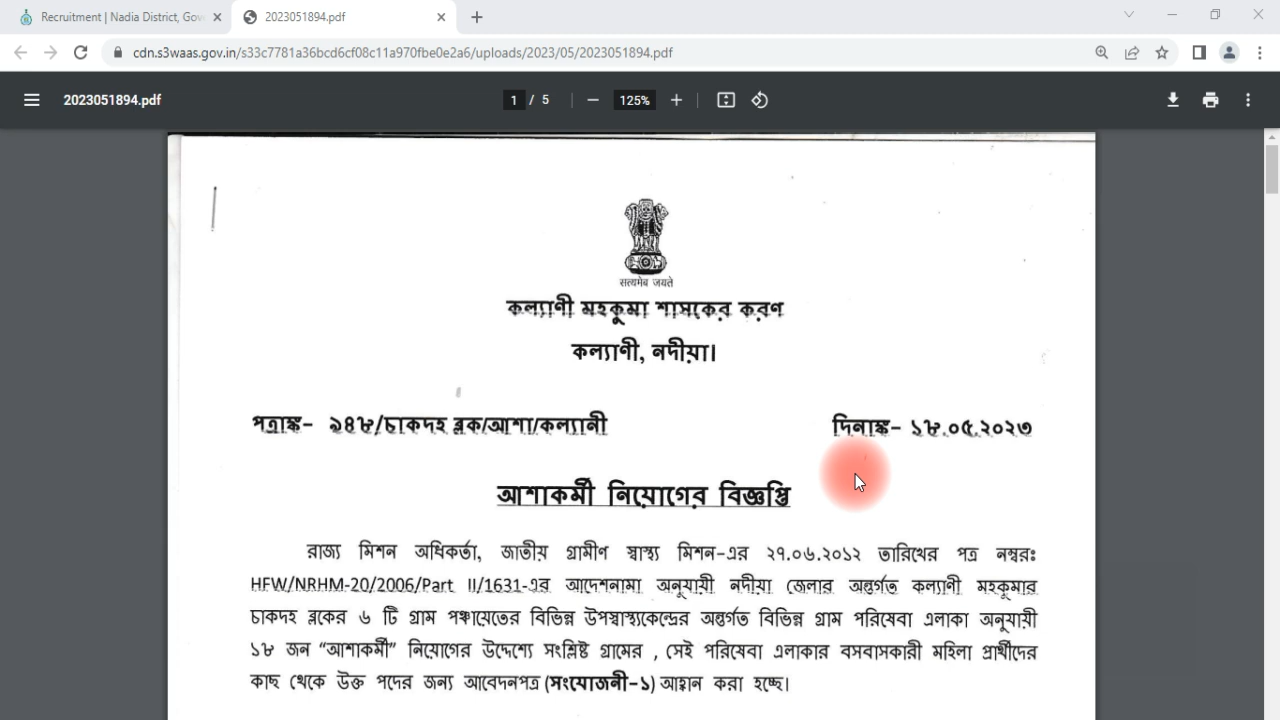 Recruitment | Nadia District, Gov
2023051894.pdf
cdn.s3waas.gov.in/s33c7781a36bcd6cf08c11a970fbe0e2a6/uploads/2023/05/2023051894.pdf
2023051894.pdf
1 / 5
125%
सत्यमेव जयते
কল্যাণী মহকুমা শাসকের করণ
কল্যাণী, নদীয়া।
পত্রাঙ্ক- ৯৪৮/চাকদহ ব্লক/আশা/কল্যানী
দিনাঙ্ক- ১৮.০৫.২০২৩
আশাকর্মী নিয়োগের বিজ্ঞপ্তি
রাজ্য মিশন অধিকর্তা, জাতীয় গ্রামীণ স্বাস্থ্য মিশন-এর ২৭.০৬.২০১২ তারিখের পত্র নম্বরঃ
HFW/NRHM-20/2006/Part II/1631-এর আদেশনামা অনুযায়ী নদীয়া জেলার অন্তর্গত কল্যাণী মহকুমার
চাকদহ ব্লকের ৬ টি গ্রাম পঞ্চায়েতের বিভিন্ন উপস্বাস্থ্যকেন্দ্রের অন্তর্গত বিভিন্ন গ্রাম পরিষেবা এলাকা অনুযায়ী
১৮ জন “আশাকর্মী” নিয়োগের উদ্দেশ্যে সংশ্লিষ্ট গ্রামের , সেই পরিষেবা এলাকার বসবাসকারী মহিলা প্রার্থীদের
কাছ থেকে উক্ত পদের জন্য আবেদনপত্র (সংযোজনী-১) আহ্বান করা হচ্ছে।